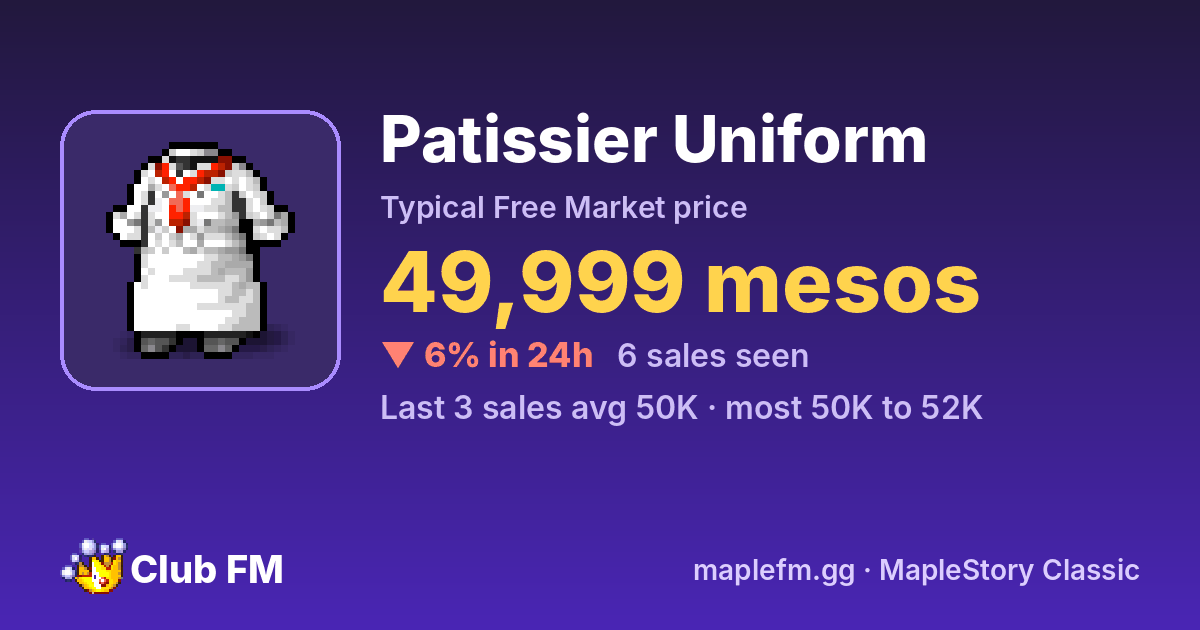 Patissier Uniform
Typical Free Market price
49,999 mesos
▼ 6% in 24h 6 sales seen
Last 3 sales avg 50K · most 50K to 52K
Club FM
maplefm.gg · MapleStory Classic